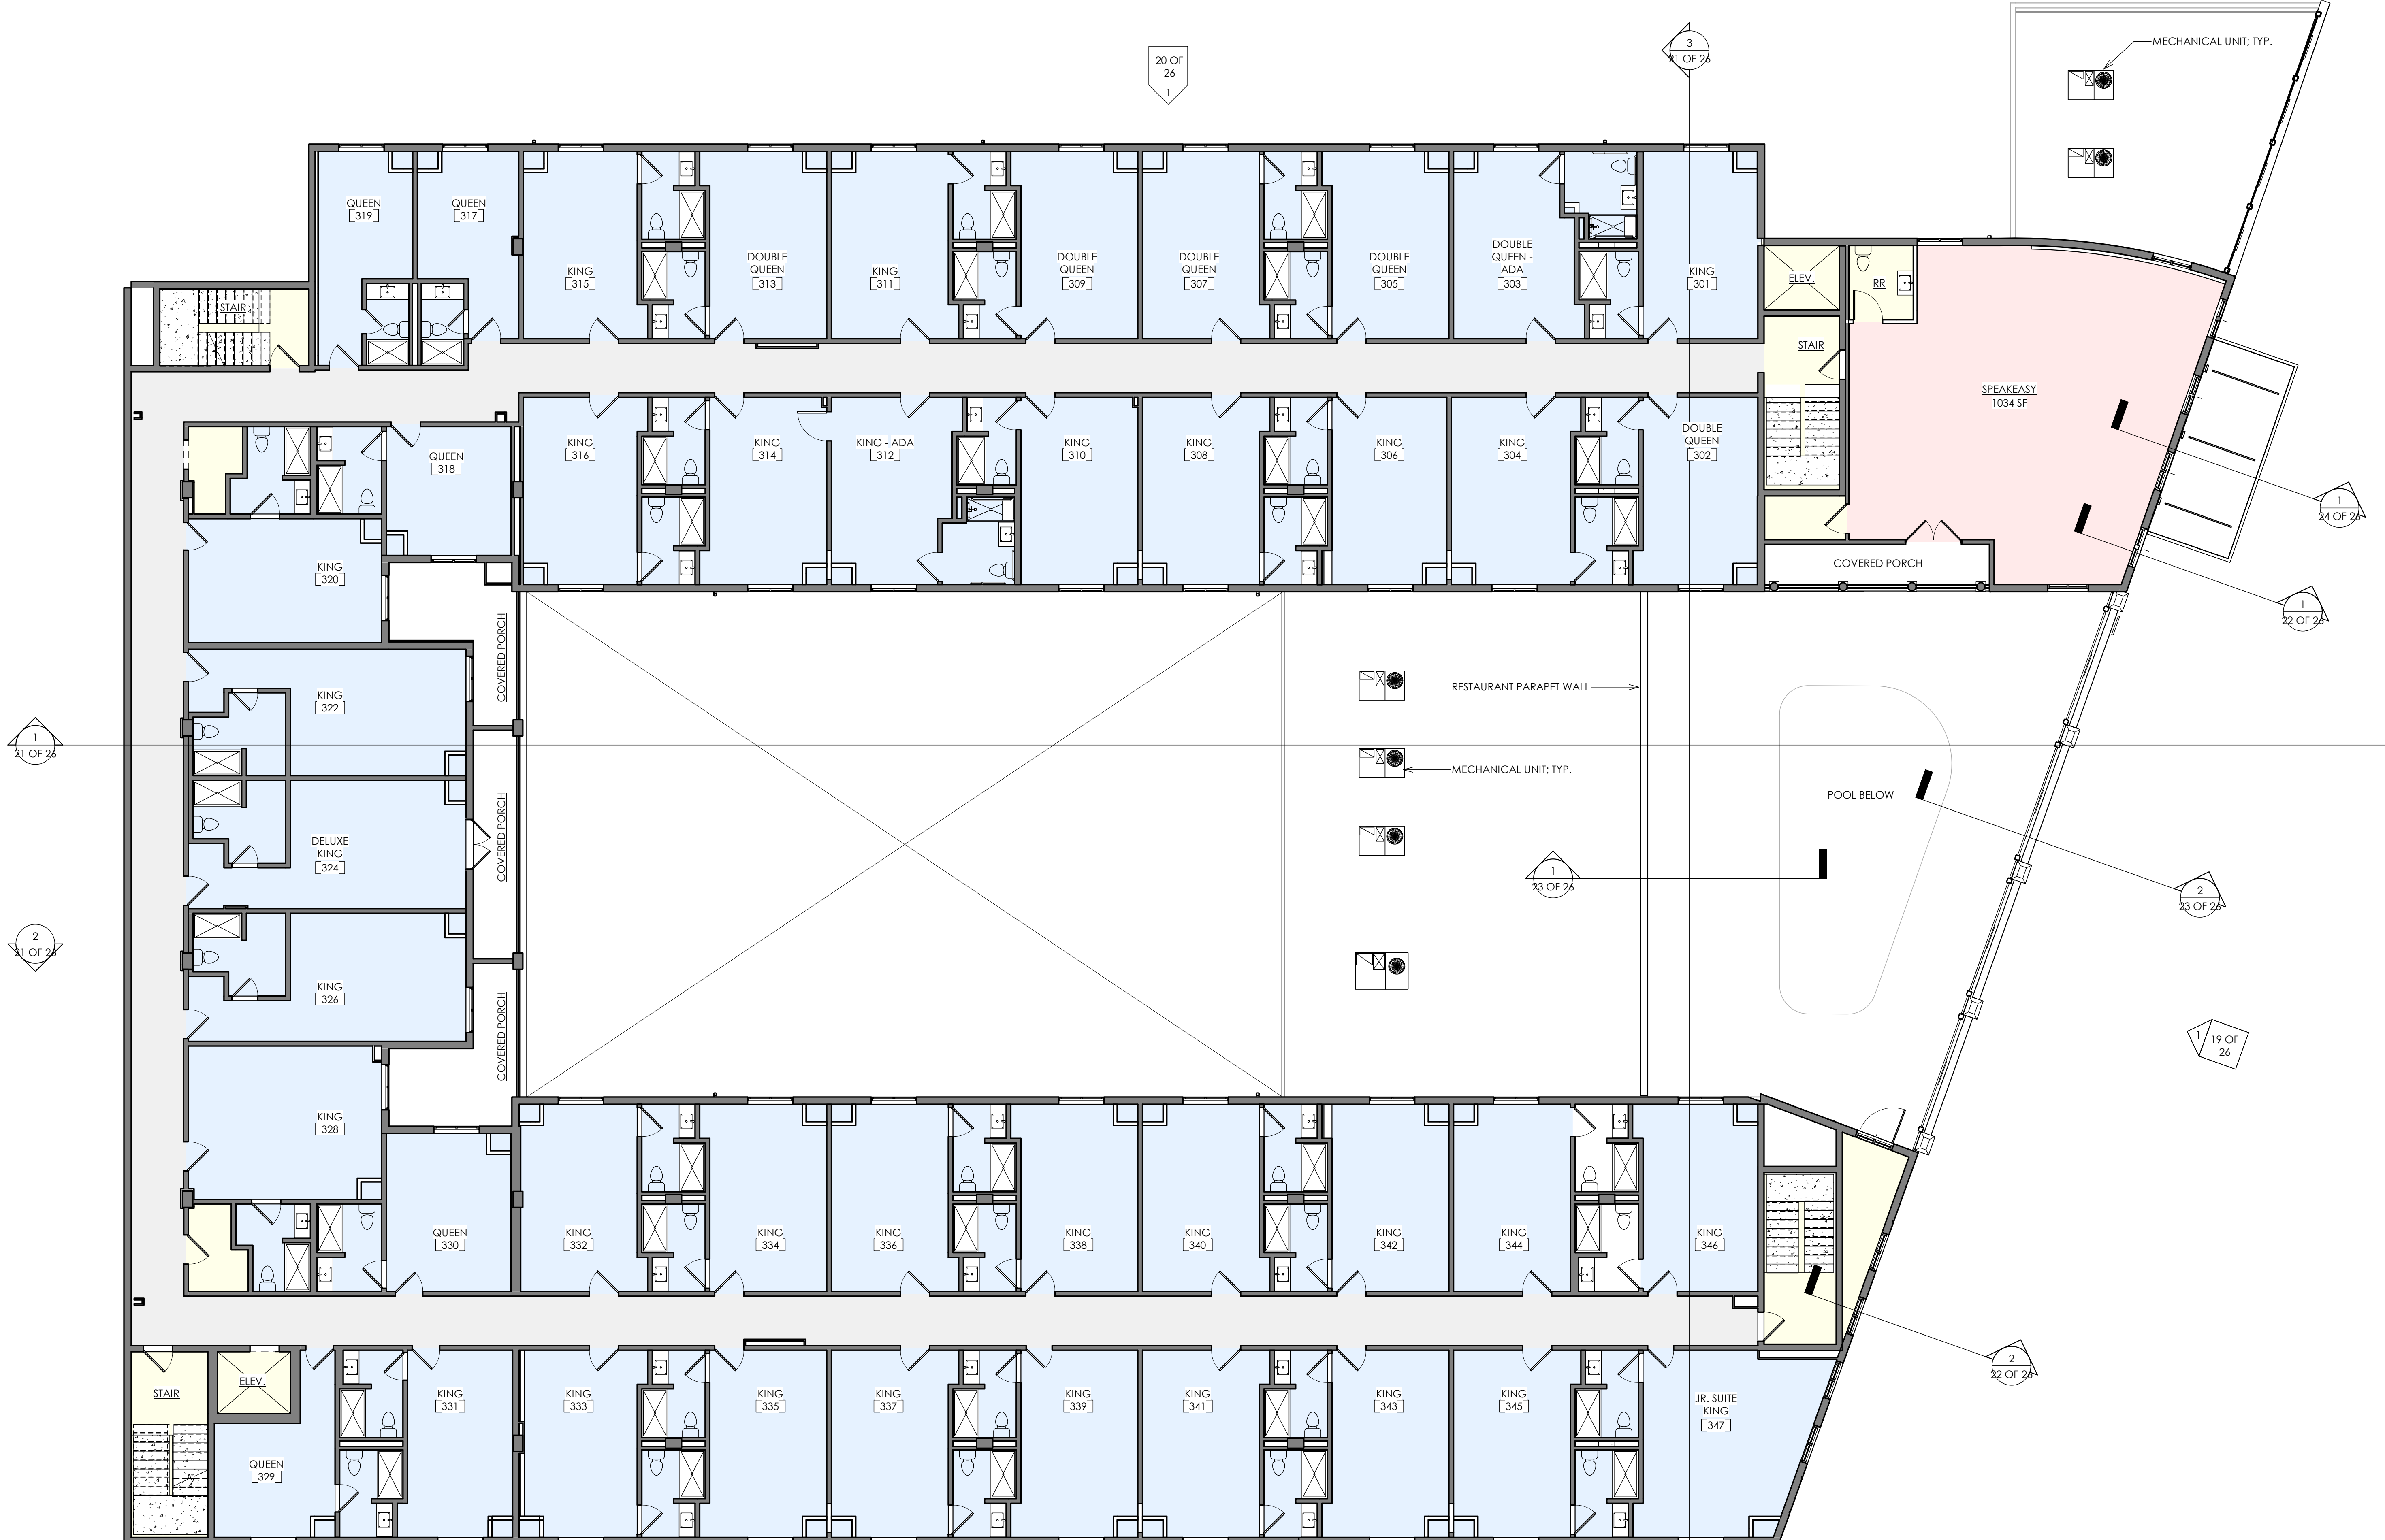 MECHANICAL UNIT; TYP.
20 OF
26
1
3
21 OF 26
QUEEN
319
QUEEN
317
KING
315
DOUBLE
QUEEN
313
KING
311
DOUBLE
QUEEN
309
DOUBLE
QUEEN
307
DOUBLE
QUEEN
305
DOUBLE
QUEEN -
ADA
303
KING
301
ELEV.
RR
STAIR
STAIR
SPEAKEASY
1034 SF
QUEEN
318
KING
316
KING
314
KING - ADA
312
KING
310
KING
308
KING
306
KING
304
DOUBLE
QUEEN
302
1
24 OF 26
COVERED PORCH
1
22 OF 26
KING
320
COVERED PORCH
KING
322
RESTAURANT PARAPET WALL
1
21 OF 26
MECHANICAL UNIT; TYP.
POOL BELOW
DELUXE
KING
324
COVERED PORCH
1
23 OF 26
2
23 OF 26
2
21 OF 26
KING
326
COVERED PORCH
1
19 OF
26
KING
328
QUEEN
330
KING
332
KING
334
KING
336
KING
338
KING
340
KING
342
KING
344
KING
346
2
22 OF 26
STAIR
ELEV.
QUEEN
329
KING
331
KING
333
KING
335
KING
337
KING
339
KING
341
KING
343
KING
345
JR. SUITE
KING
347